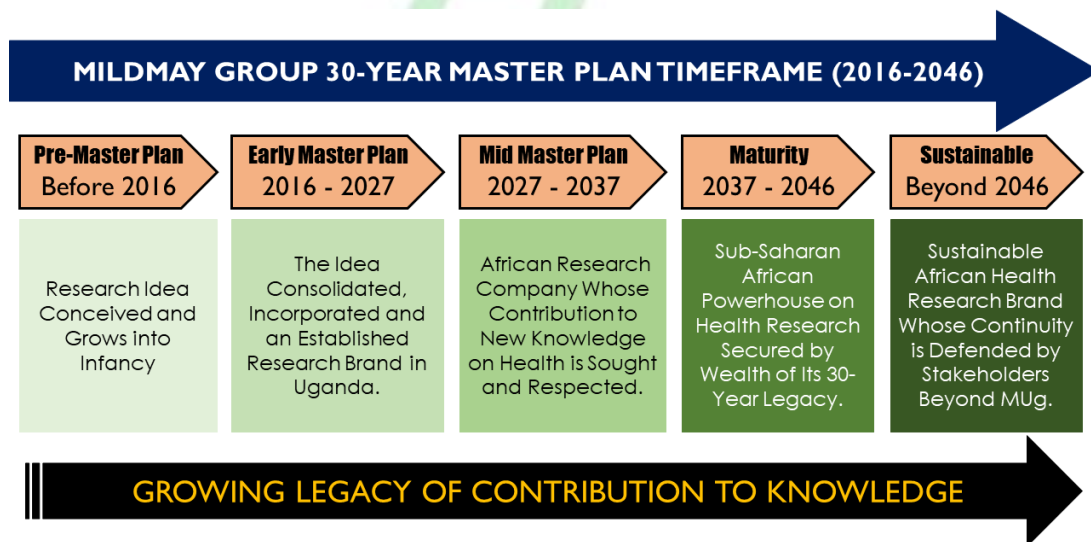 MILDMAY GROUP 30-YEAR MASTER PLAN TIMEFRAME (2016-2046)
Pre-Master Plan
Before 2016
Early Master Plan
2016 - 2027
Mid Master Plan
2027 - 2037
Maturity
2037 - 2046
Sustainable
Beyond 2046
Research Idea
Conceived and
Grows into
Infancy
The Idea
Consolidated,
Incorporated and
an Established
Research Brand in
Uganda.
African Research
Company Whose
Contribution to
New Knowledge
on Health is Sought
and Respected.
Sub-Saharan
African
Powerhouse on
Health Research
Secured by
Wealth of Its 30-
Year Legacy.
Sustainable
African Health
Research Brand
Whose Continuity
is Defended by
Stakeholders
Beyond MUg.
GROWING LEGACY OF CONTRIBUTION TO KNOWLEDGE